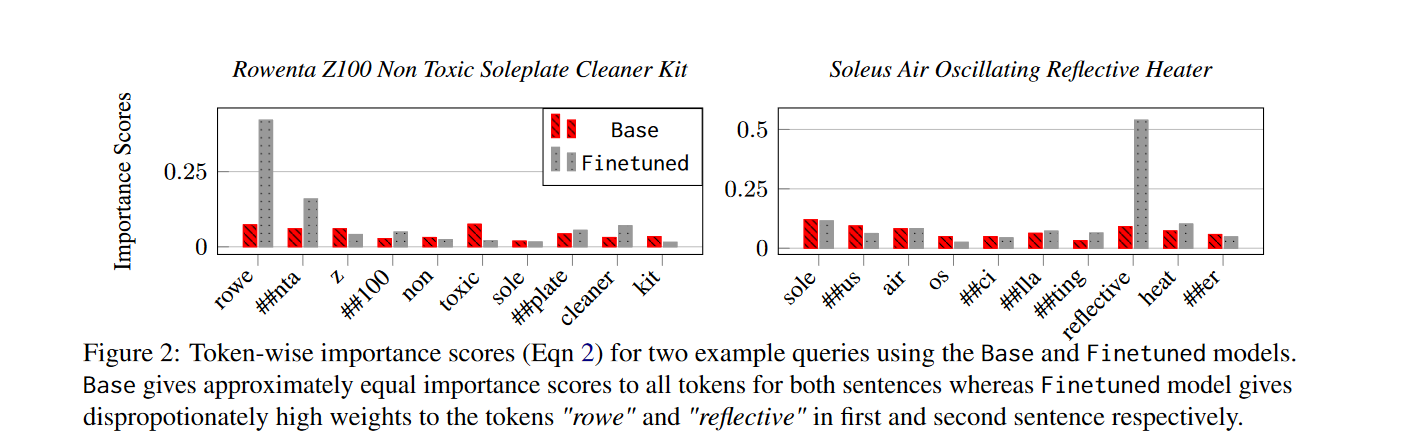 Rowenta Z100 Non Toxic Soleplate Cleaner Kit
Soleus Air Oscillating Reflective Heater
Importance Scores
0.25
0
Base
Finetuned
rowe
##nta
z
##100
non
toxic
sole
##plate
cleaner
kit
0.5
0.25
0
sole
##us
air
os
##ci
##lla
##ting
reflective
heat
##er
Figure 2: Token-wise importance scores (Eqn 2) for two example queries using the Base and Finetuned models.
Base gives approximately equal importance scores to all tokens for both sentences whereas Finetuned model gives
dispropotionately high weights to the tokens "rowe" and "reflective" in first and second sentence respectively.